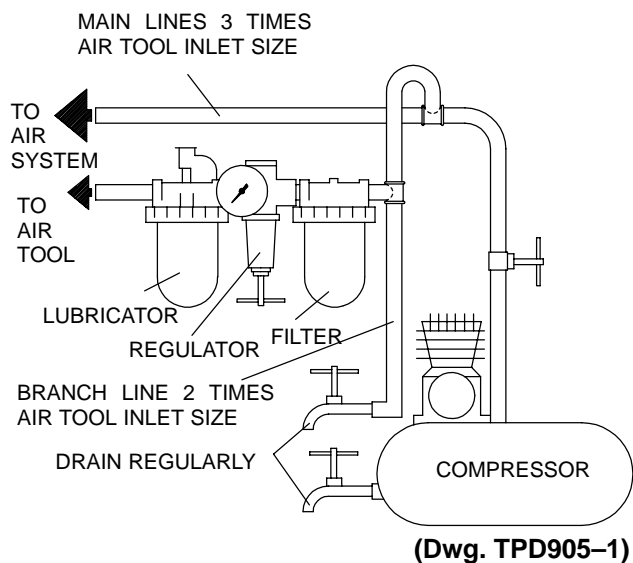 MAIN LINES 3 TIMES
AIR TOOL INLET SIZE
TO
AIR
SYSTEM
TO
AIR
TOOL
LUBRICATOR
REGULATOR
FILTER
BRANCH LINE 2 TIMES
AIR TOOL INLET SIZE
DRAIN REGULARLY
COMPRESSOR
(Dwg. TPD905–1)